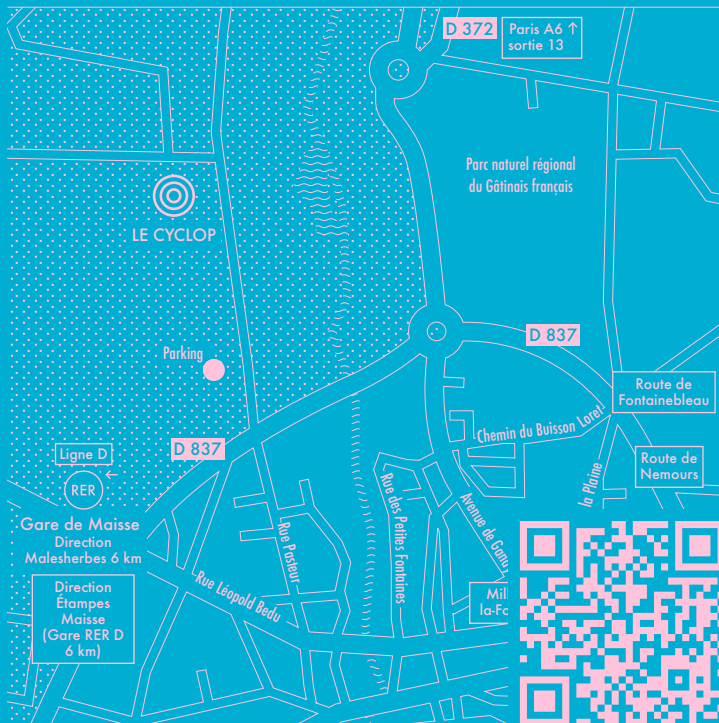 D 372
Paris A6 ↑
sortie 13
Parc naturel régional
du Gâtinais français
LE CYCLOP
D 837
Parking
Route de
Fontainebleau
Chemin du Buisson Loret
D 837
Ligne D
←
RER
Route de
Nemours
la Plaine
Gare de Maisse
Direction
Malesherbes 6 km
Rue Pasteur
Rue des Petites Fontaines
Avenue de
Rue Léopold Bedu
Direction
Étampes
Maisse
(Gare RER D
6 km)